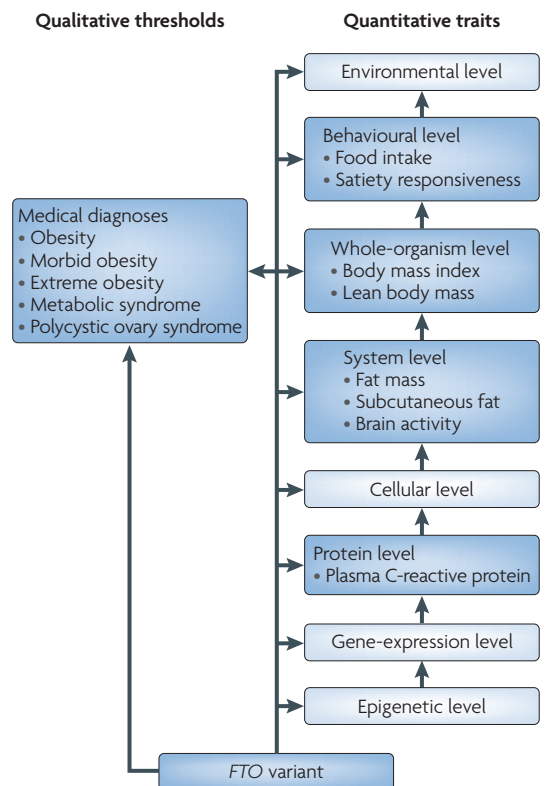 Qualitative thresholds
Quantitative traits
Environmental level
Behavioural level
• Food intake
• Satiety responsiveness
Medical diagnoses
• Obesity
• Morbid obesity
• Extreme obesity
• Metabolic syndrome
• Polycystic ovary syndrome
Whole-organism level
• Body mass index
• Lean body mass
System level
• Fat mass
• Subcutaneous fat
• Brain activity
Cellular level
Protein level
• Plasma C-reactive protein
Gene-expression level
Epigenetic level
FTO variant